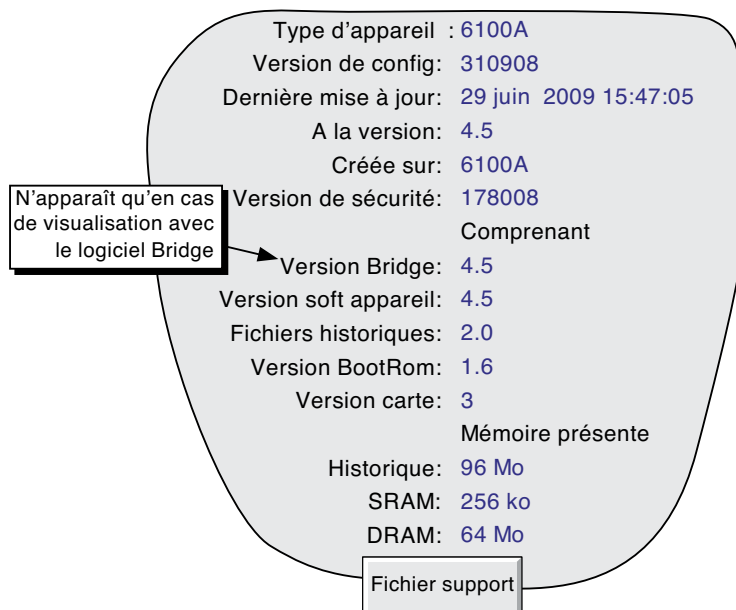 Type d'appareil : 6100A
Version de config: 310908
Dernière mise à jour: 29 juin 2009 15:47:05
A la version: 4.5
Créée sur: 6100A
Version de sécurité: 178008
Comprenant
N'apparaît qu'en cas
de visualisation avec
le logiciel Bridge
Version Bridge: 4.5
Version soft appareil: 4.5
Fichiers historiques: 2.0
Version BootRom: 1.6
Version carte: 3
Mémoire présente
Historique: 96 Mo
SRAM: 256 ko
DRAM: 64 Mo
Fichier support